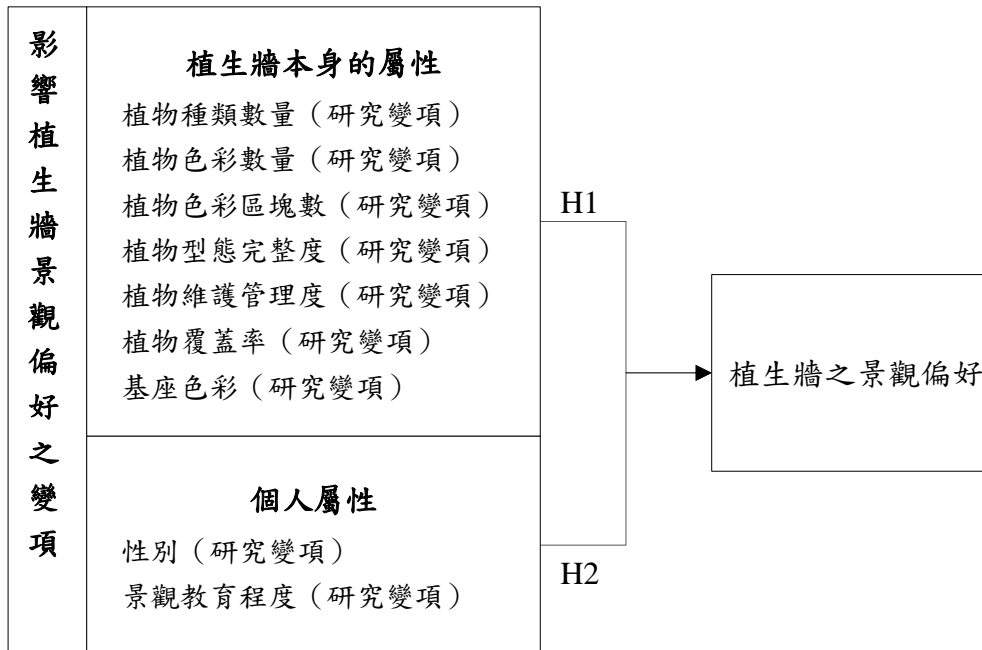 影響植生牆景觀偏好之變項
植生牆本身的屬性
植物種類數量（研究變項）
植物色彩數量（研究變項）
植物色彩區塊數（研究變項）
植物型態完整度（研究變項）
植物維護管理度（研究變項）
植物覆蓋率（研究變項）
基座色彩（研究變項）
個人屬性
性別（研究變項）
景觀教育程度（研究變項）
H1
H2
植生牆之景觀偏好